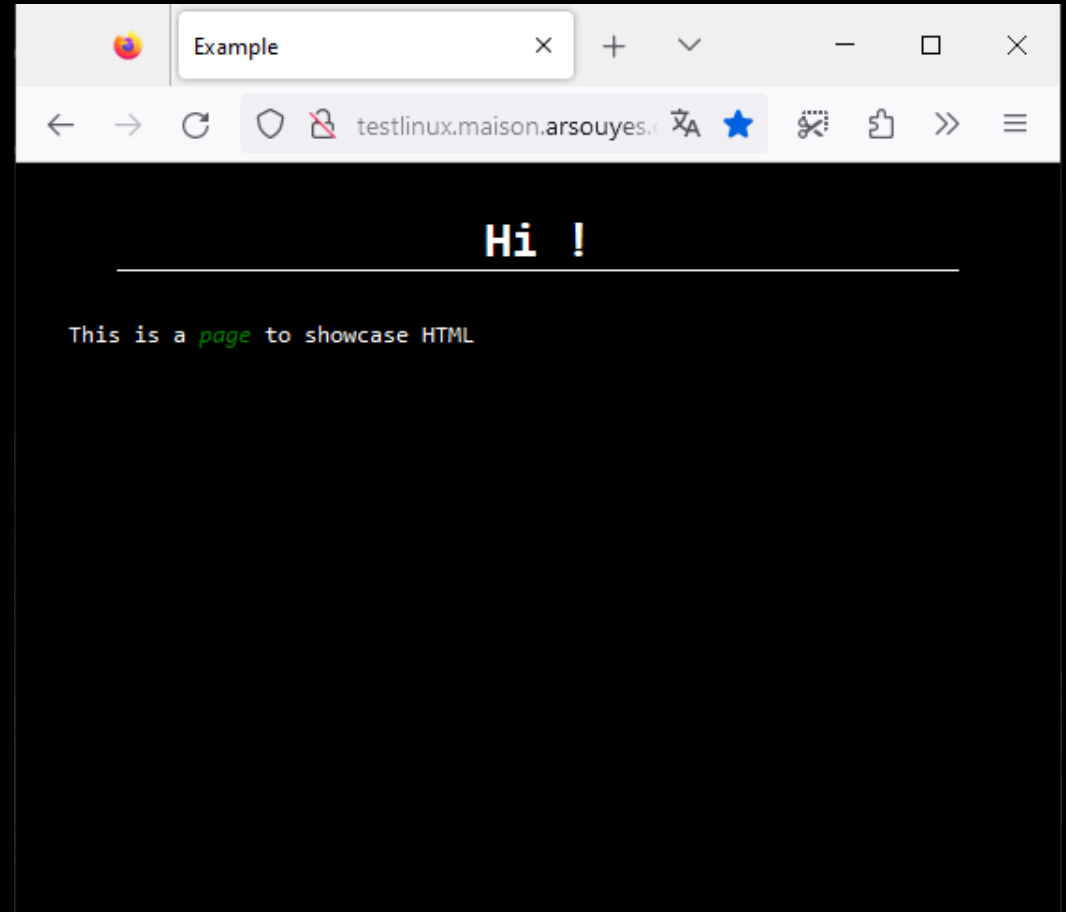 Example
testlinux.maison.arsouyes.
Hi !
This is a page to showcase HTML